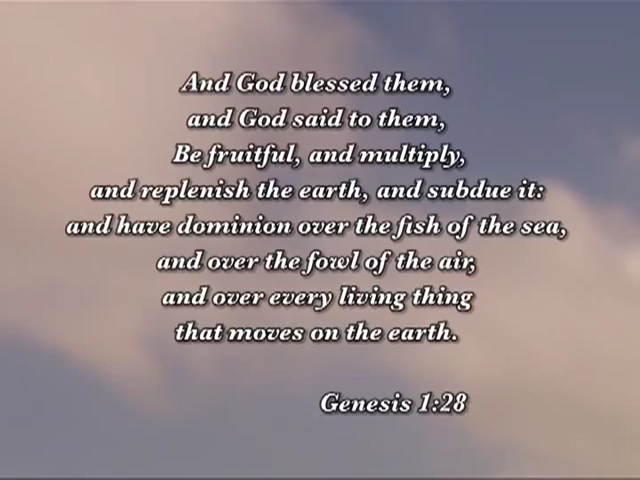 And God blessed them,
and God said to them,
Be fruitful, and multiply,
and replenish the earth, and subdue it:
and have dominion over the fish of the sea,
and over the fowl of the air,
and over every living thing
that moves on the earth.
Genesis 1:28